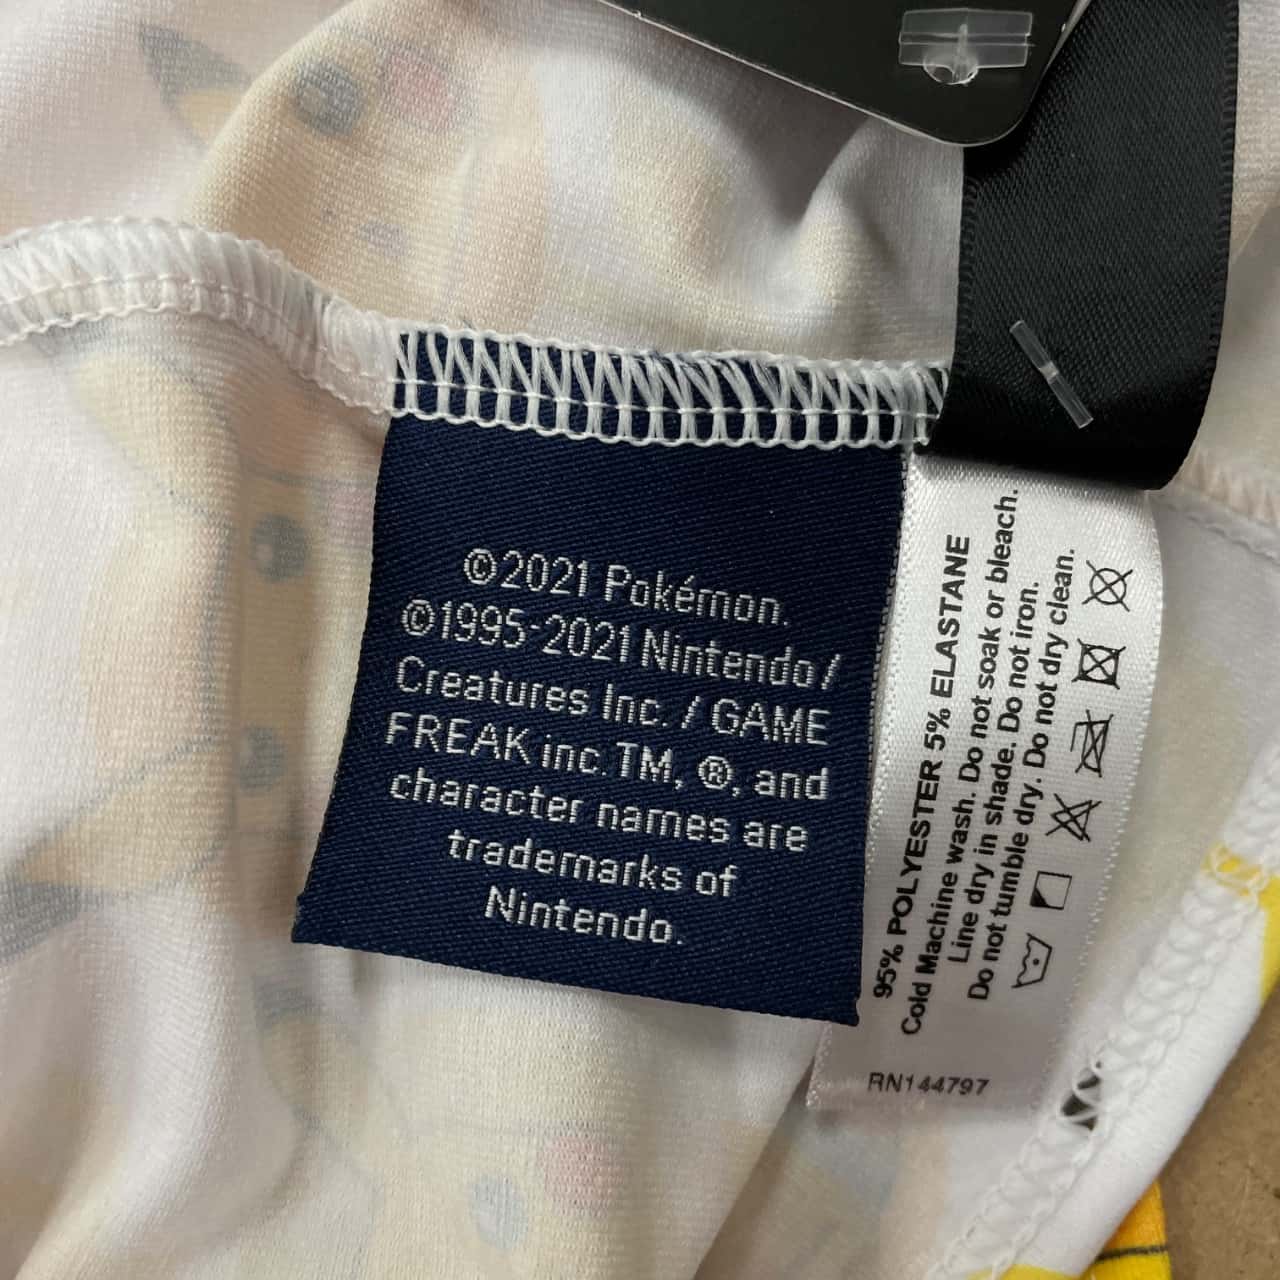 ©2021 Pokémon.
©1995-2021 Nintendo/
Creatures Inc. / GAME
FREAK inc.TM, ®, and
character names are
trademarks of
Nintendo.
95% POLYESTER 5% ELASTANE
Cold Machine wash. Do not soak or bleach.
Line dry in shade. Do not iron.
Do not tumble dry. Do not dry clean.
RN144797